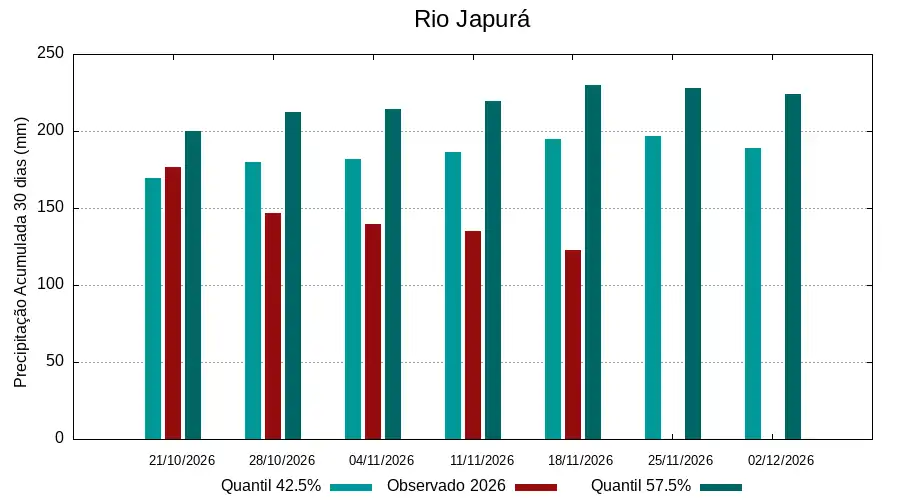 Rio Japurá
Precipitação Acumulada 30 dias (mm)
250
200
150
100
50
0
21/10/2026 28/10/2026 04/11/2026 11/11/2026 18/11/2026 25/11/2026 02/12/2026
Quantil 42.5% Observado 2026 Quantil 57.5%